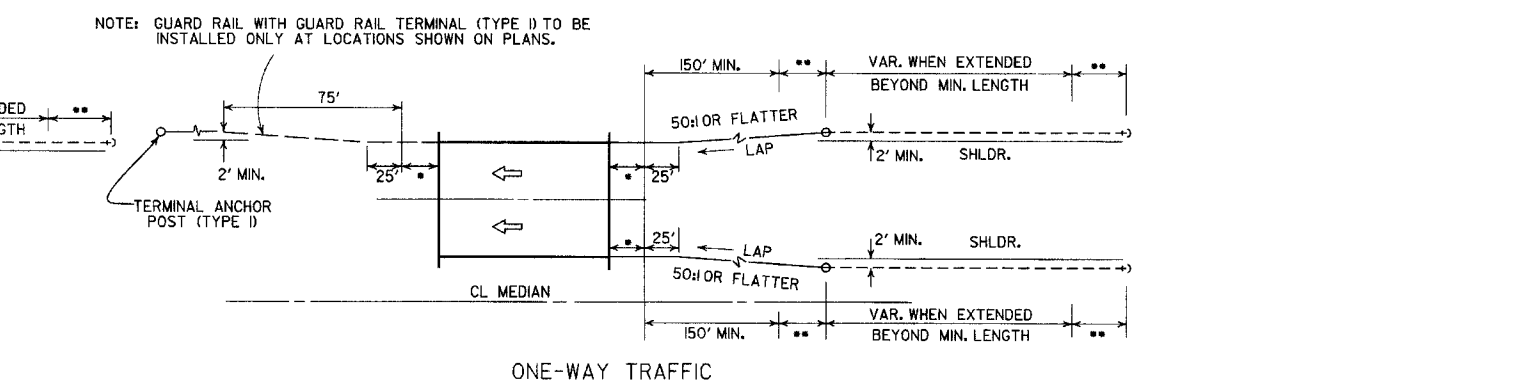 NOTE: GUARD RAIL WITH GUARD RAIL TERMINAL (TYPE I) TO BE
INSTALLED ONLY AT LOCATIONS SHOWN ON PLANS.
150' MIN.
**
VAR. WHEN EXTENDED
BEYOND MIN. LENGTH
**
DED
GTH
**
75'
50:1 OR FLATTER
LAP
2' MIN.
SHLDR.
2' MIN.
25'
*
*
25'
TERMINAL ANCHOR
POST (TYPE I)
*
25'
LAP
50:1 OR FLATTER
2' MIN.
SHLDR.
CL MEDIAN
150' MIN.
**
VAR. WHEN EXTENDED
BEYOND MIN. LENGTH
**
ONE-WAY TRAFFIC